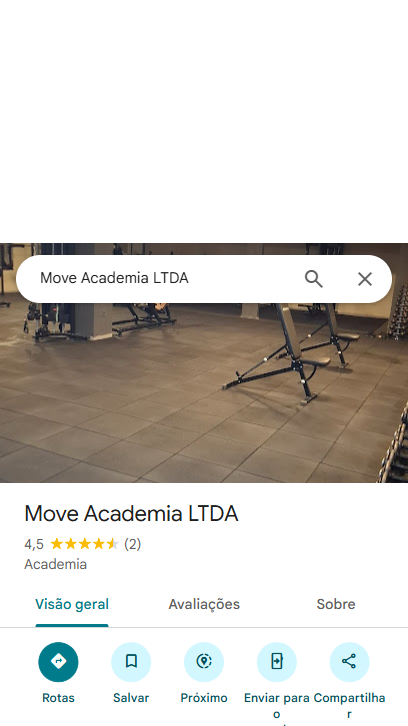 Move Academia LTDA
Move Academia LTDA
4,5 (2)
Academia
Visão geral Avaliações Sobre
Rotas Salvar Próximo Enviar para o Compartilhar